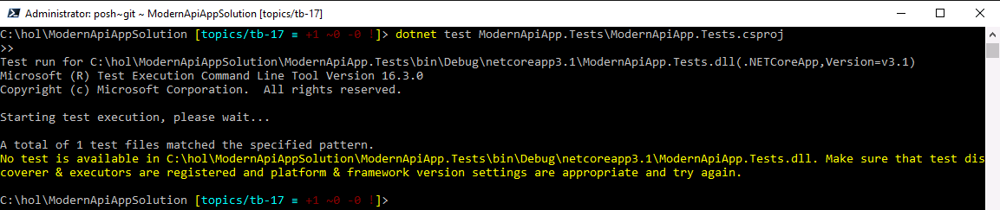 Administrator: posh~git ~ ModernApiAppSolution [topics/tb-17]
C:\hol\ModernApiAppSolution [topics/tb-17 ≡ +1 ~0 -0 !]> dotnet test ModernApiApp.Tests\ModernApiApp.Tests.csproj
>>
Test run for C:\hol\ModernApiAppSolution\ModernApiApp.Tests\bin\Debug\netcoreapp3.1\ModernApiApp.Tests.dll(.NETCoreApp,Version=v3.1)
Microsoft (R) Test Execution Command Line Tool Version 16.3.0
Copyright (c) Microsoft Corporation.  All rights reserved.
Starting test execution, please wait...
A total of 1 test files matched the specified pattern.
No test is available in C:\hol\ModernApiAppSolution\ModernApiApp.Tests\bin\Debug\netcoreapp3.1\ModernApiApp.Tests.dll. Make sure that test dis
coverer & executors are registered and platform & framework version settings are appropriate and try again.
C:\hol\ModernApiAppSolution [topics/tb-17 ≡ +1 ~0 -0 !]>